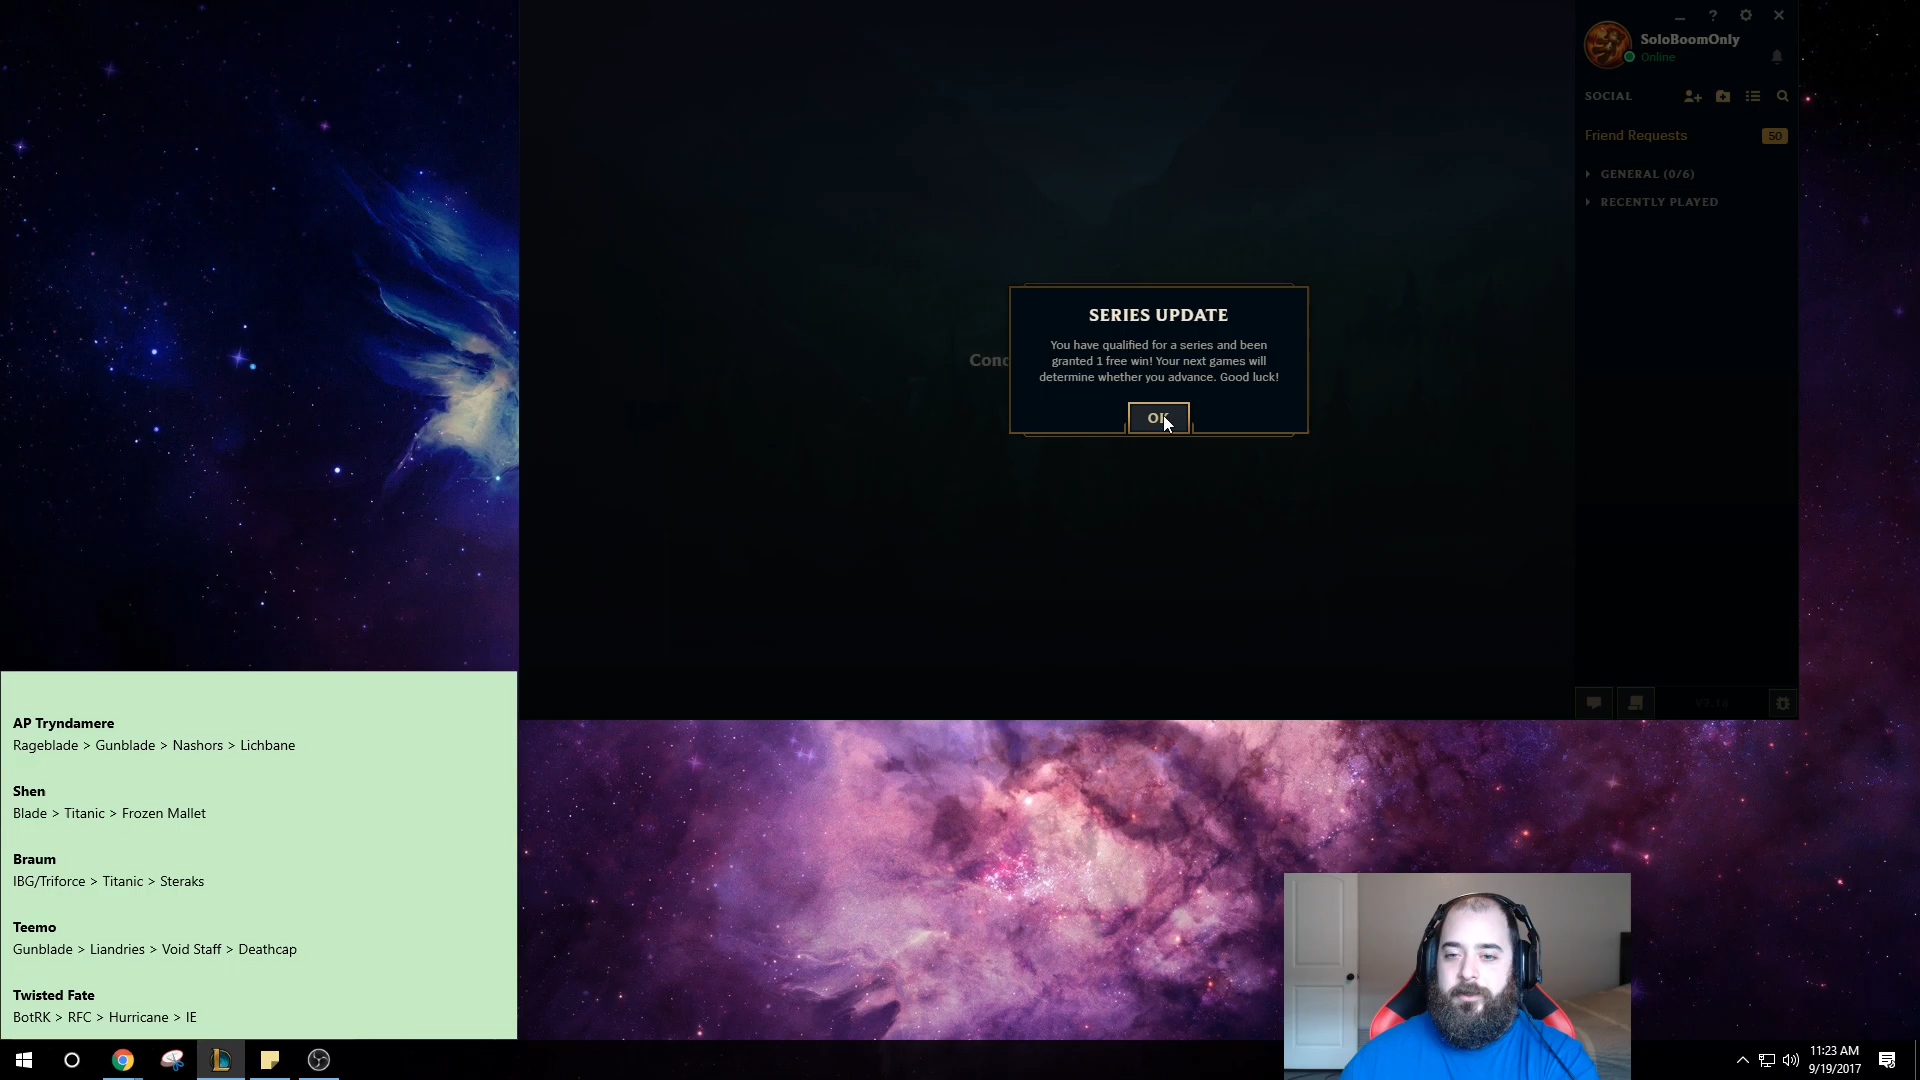 SoloBoomOnly
Online
SOCIAL
Friend Requests
50
GENERAL (0/6)
RECENTLY PLAYED
Conc
SERIES UPDATE
You have qualified for a series and been
granted 1 free win! Your next games will
determine whether you advance. Good luck!
OK
AP Tryndamere
Rageblade > Gunblade > Nashors > Lichbane
Shen
Blade > Titanic > Frozen Mallet
Braum
IBG/Triforce > Titanic > Steraks
Teemo
Gunblade > Liandries > Void Staff > Deathcap
Twisted Fate
BotRK > RFC > Hurricane > IE
11:23 AM
9/19/2017